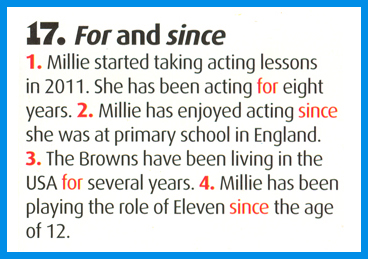 17. For and since
1. Millie started taking acting lessons
in 2011. She has been acting for eight
years. 2. Millie has enjoyed acting since
she was at primary school in England.
3. The Browns have been living in the
USA for several years. 4. Millie has been
playing the role of Eleven since the age
of 12.